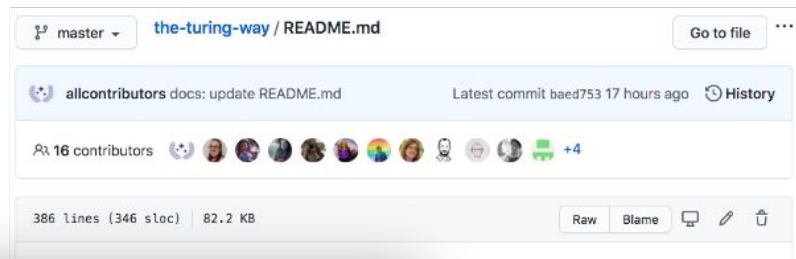 master the-turing-way / README.md Go to file ...
allcontributors docs: update README.md Latest commit baed753 17 hours ago History
16 contributors +4
386 lines (346 sloc) 82.2 KB Raw Blame